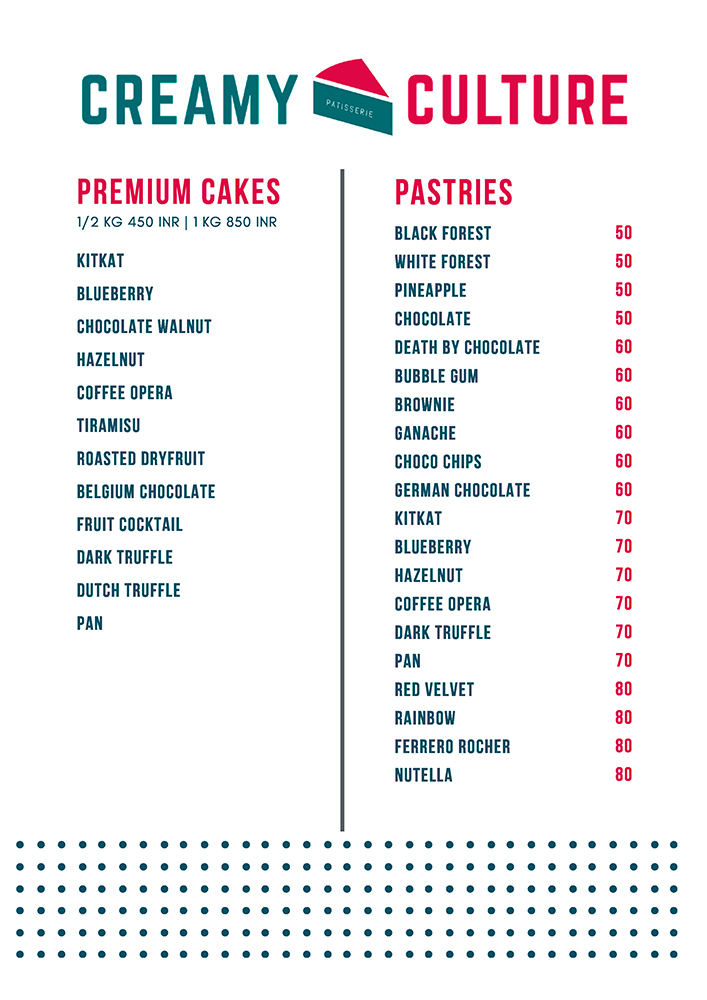 CREAMY PATISSERIE CULTURE
PREMIUM CAKES
1/2 KG 450 INR | 1 KG 850 INR
KITKAT
BLUEBERRY
CHOCOLATE WALNUT
HAZELNUT
COFFEE OPERA
TIRAMISU
ROASTED DRYFRUIT
BELGIUM CHOCOLATE
FRUIT COCKTAIL
DARK TRUFFLE
DUTCH TRUFFLE
PAN
PASTRIES
BLACK FOREST 50
WHITE FOREST 50
PINEAPPLE 50
CHOCOLATE 50
DEATH BY CHOCOLATE 60
BUBBLE GUM 60
BROWNIE 60
GANACHE 60
CHOCO CHIPS 60
GERMAN CHOCOLATE 60
KITKAT 70
BLUEBERRY 70
HAZELNUT 70
COFFEE OPERA 70
DARK TRUFFLE 70
PAN 70
RED VELVET 80
RAINBOW 80
FERRERO ROCHER 80
NUTELLA 80